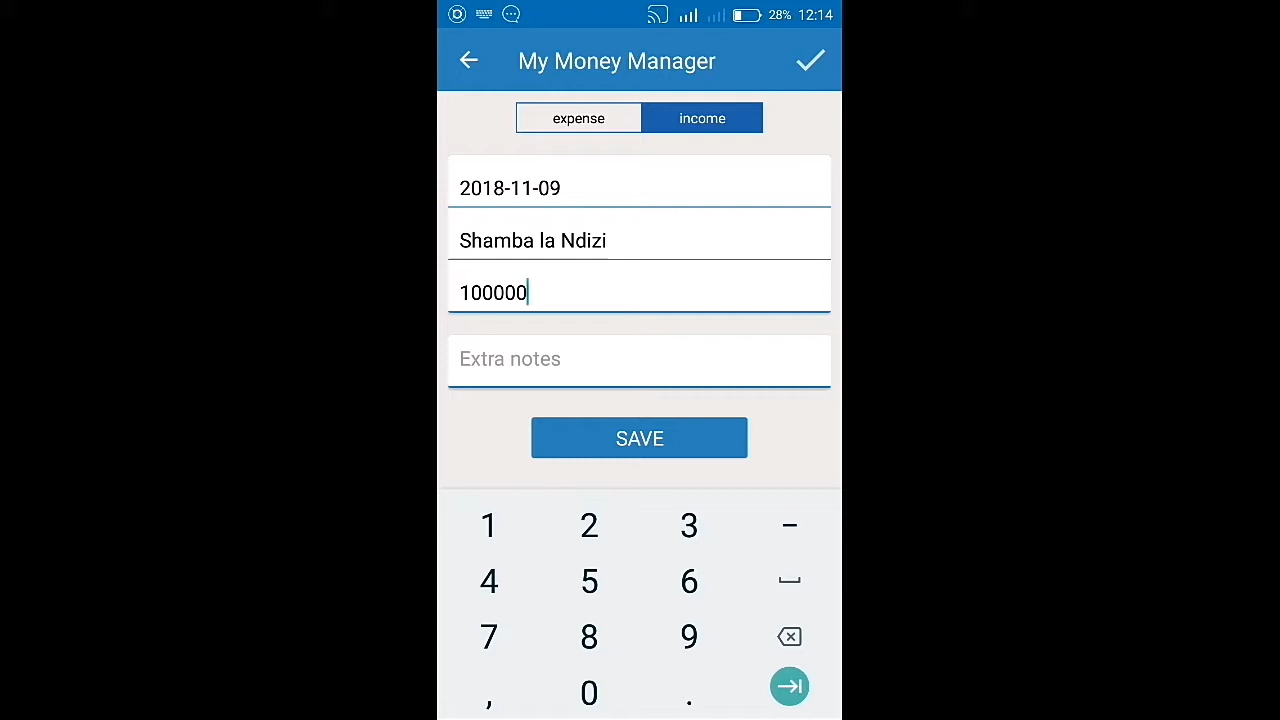 28% 12:14
My Money Manager
expense income
2018-11-09
Shamba la Ndizi
100000
Extra notes
SAVE
1 2 3 -
4 5 6
7 8 9
, 0 .